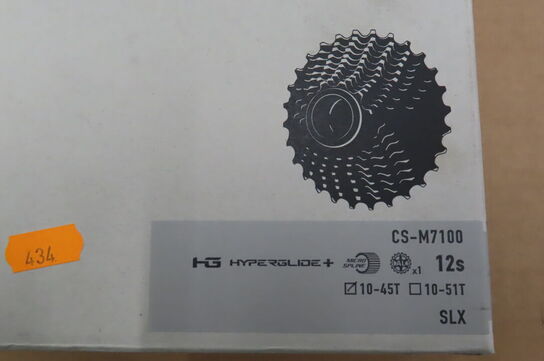 CS-M7100
434
HG HYPERGLIDE+ MICRO SPLINE x1 12s
☑10-45T ☐10-51T
SLX